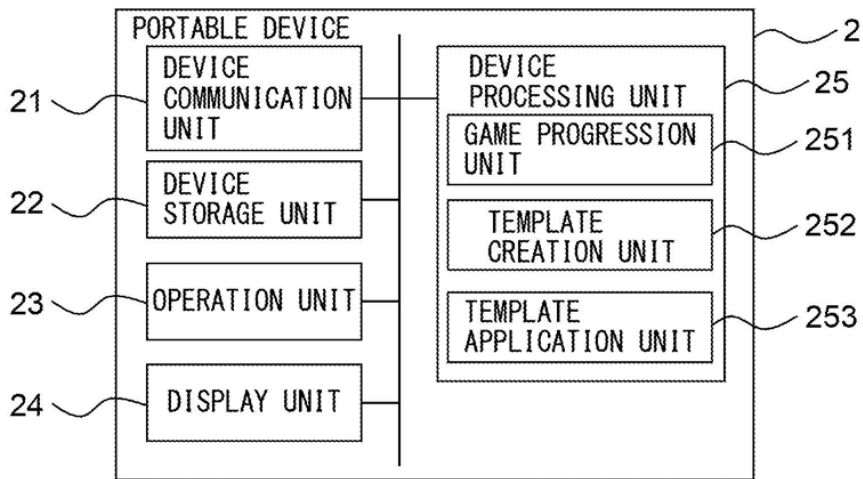 PORTABLE DEVICE
2
21
DEVICE
COMMUNICATION
UNIT
22
DEVICE
STORAGE UNIT
23
OPERATION UNIT
24
DISPLAY UNIT
DEVICE
PROCESSING UNIT
25
GAME PROGRESSION
UNIT
251
TEMPLATE
CREATION UNIT
252
TEMPLATE
APPLICATION UNIT
253